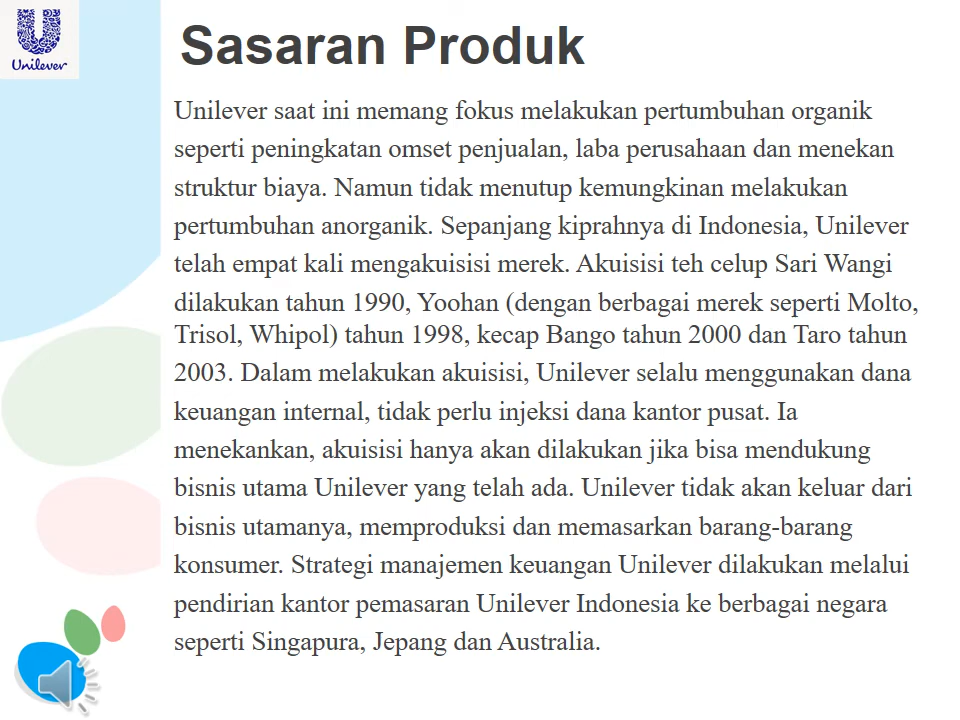 Unilever
Sasaran Produk
Unilever saat ini memang fokus melakukan pertumbuhan organik
seperti peningkatan omset penjualan, laba perusahaan dan menekan
struktur biaya. Namun tidak menutup kemungkinan melakukan
pertumbuhan anorganik. Sepanjang kiprahnya di Indonesia, Unilever
telah empat kali mengakuisisi merek. Akuisisi teh celup Sari Wangi
dilakukan tahun 1990, Yoohan (dengan berbagai merek seperti Molto,
Trisol, Whipol) tahun 1998, kecap Bango tahun 2000 dan Taro tahun
2003. Dalam melakukan akuisisi, Unilever selalu menggunakan dana
keuangan internal, tidak perlu injeksi dana kantor pusat. Ia
menekankan, akuisisi hanya akan dilakukan jika bisa mendukung
bisnis utama Unilever yang telah ada. Unilever tidak akan keluar dari
bisnis utamanya, memproduksi dan memasarkan barang-barang
konsumer. Strategi manajemen keuangan Unilever dilakukan melalui
pendirian kantor pemasaran Unilever Indonesia ke berbagai negara
seperti Singapura, Jepang dan Australia.